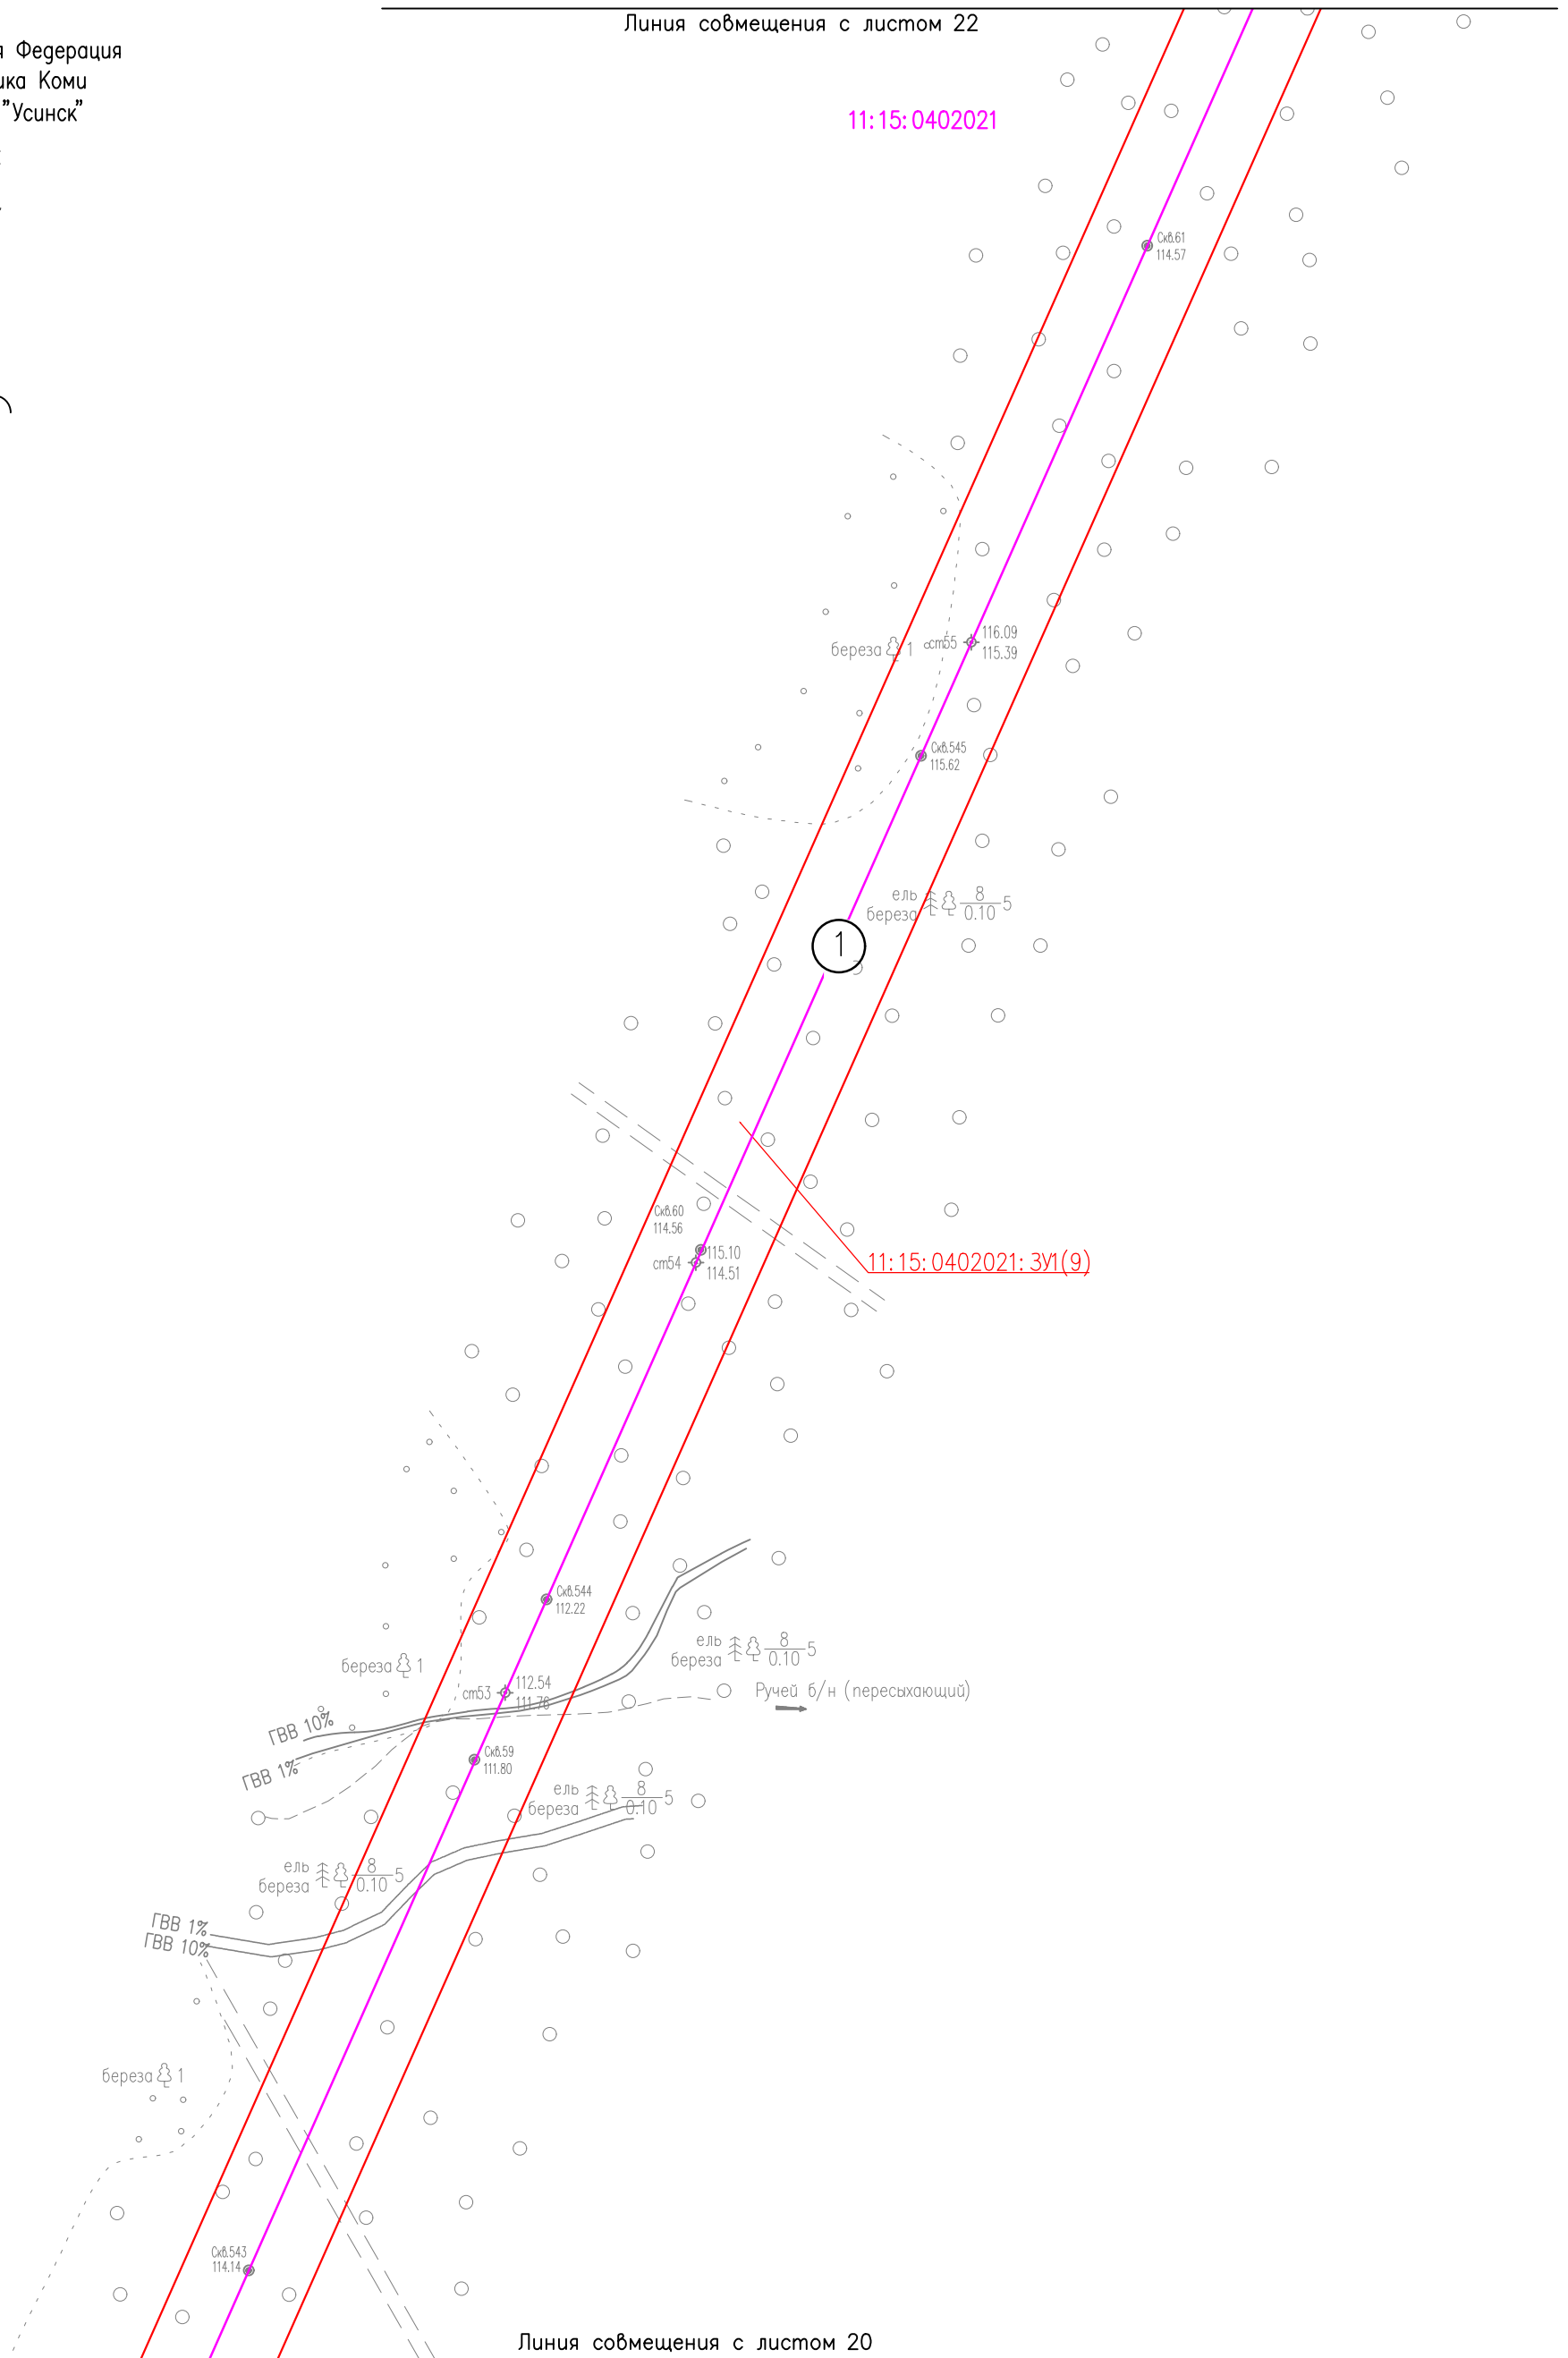 Линия совмещения с листом 22
я Федерация
ика Коми
"Усинск"
11:15:0402021
Скв.61
114.57
береза 1
ст55
116.09
115.39
Скв.545
115.62
ель
береза
8
0.10
5
1
Скв.60
114.56
ст54
115.10
114.51
11:15:0402021:ЗУ1(9)
Скв.544
112.22
ель
береза
8
0.10
5
береза 1
ст53
112.54
111.76
Ручей б/н (пересыхающий)
ГВВ 10%
ГВВ 1%
Скв.59
111.80
ель
береза
8
0.10
5
ель
береза
8
0.10
5
ГВВ 1%
ГВВ 10%
береза 1
Скв.543
114.14
Линия совмещения с листом 20